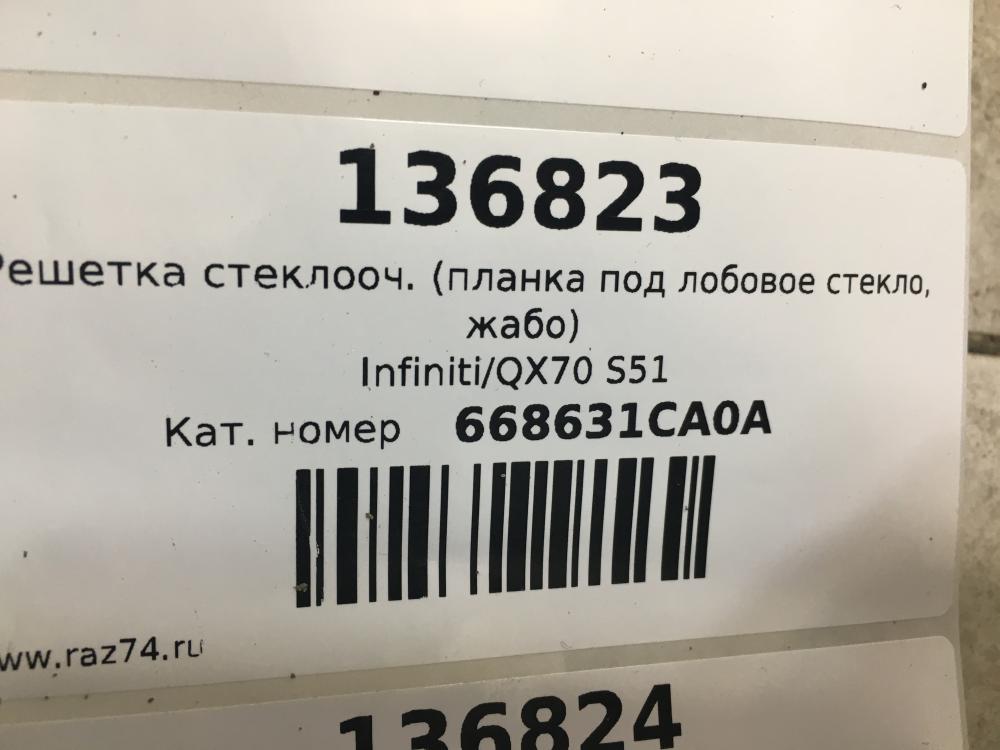 136823
Решетка стеклооч. (планка под лобовое стекло,
жабо)
Infiniti/QX70 S51
Кат. номер 668631CA0A
www.raz74.ru
136824